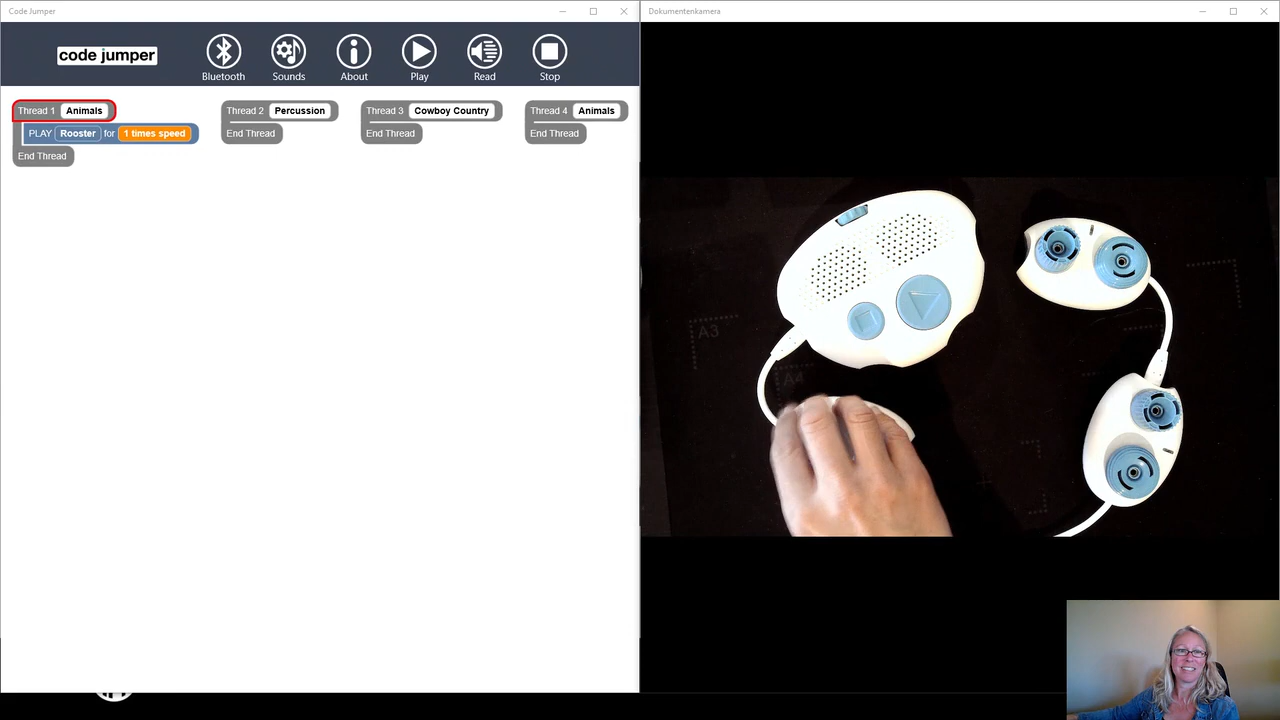 Code Jumper
Dokumentenkamera
code jumper
Bluetooth
Sounds
About
Play
Read
Stop
Thread 1 Animals
PLAY Rooster for 1 times speed
End Thread
Thread 2 Percussion
End Thread
Thread 3 Cowboy Country
End Thread
Thread 4 Animals
End Thread
A3
A4